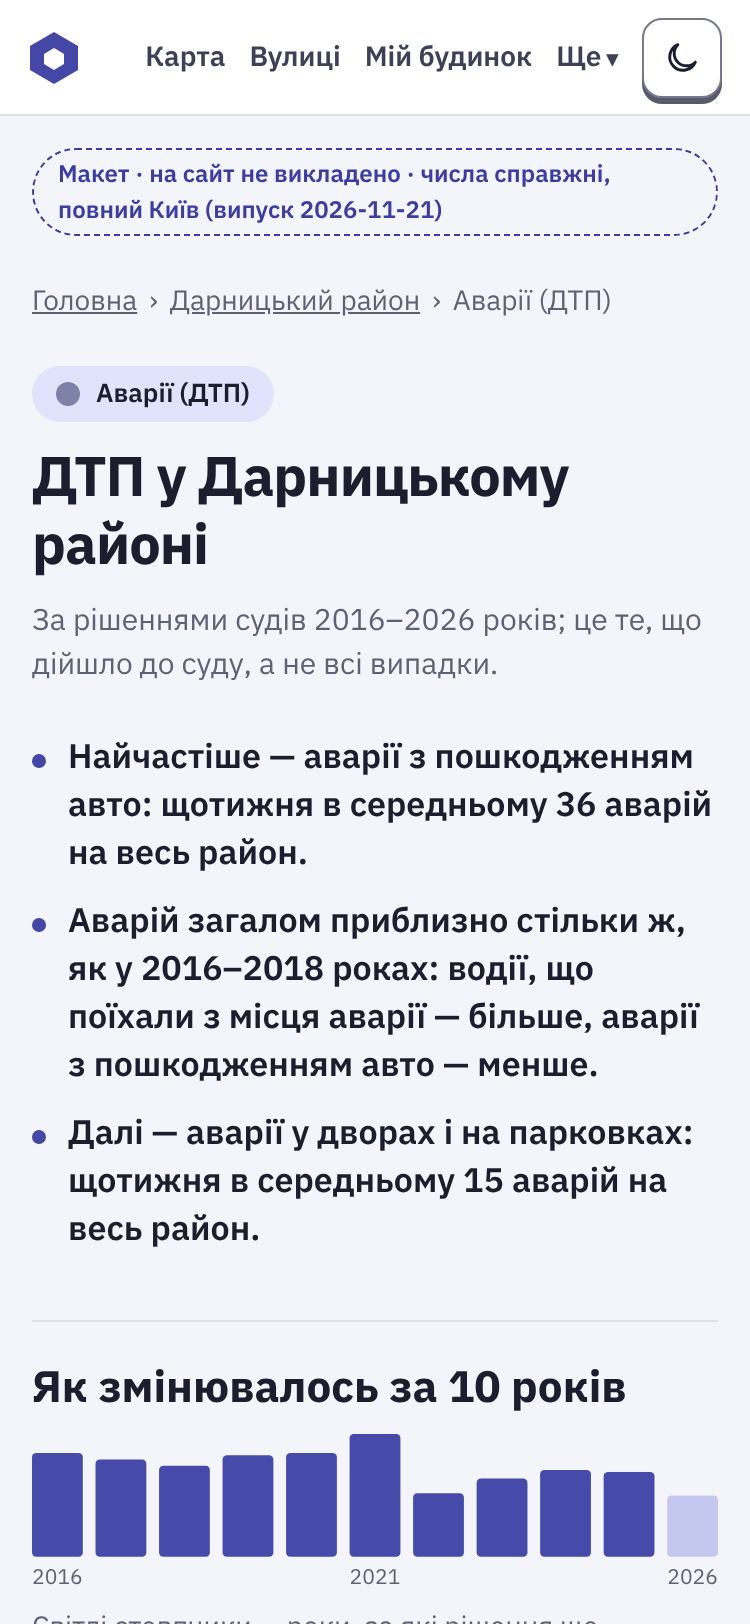 Карта Вулиці Мій будинок Ще ▾
Макет · на сайт не викладено · числа справжні,
повний Київ (випуск 2026-11-21)
Головна › Дарницький район › Аварії (ДТП)
Аварії (ДТП)
ДТП у Дарницькому
районі
За рішеннями судів 2016–2026 років; це те, що
дійшло до суду, а не всі випадки.
Найчастіше — аварії з пошкодженням
авто: щотижня в середньому 36 аварій
на весь район.
Аварій загалом приблизно стільки ж,
як у 2016–2018 роках: водії, що
поїхали з місця аварії — більше, аварії
з пошкодженням авто — менше.
Далі — аварії у дворах і на парковках:
щотижня в середньому 15 аварій на
весь район.
Як змінювалось за 10 років
2016 2021 2026